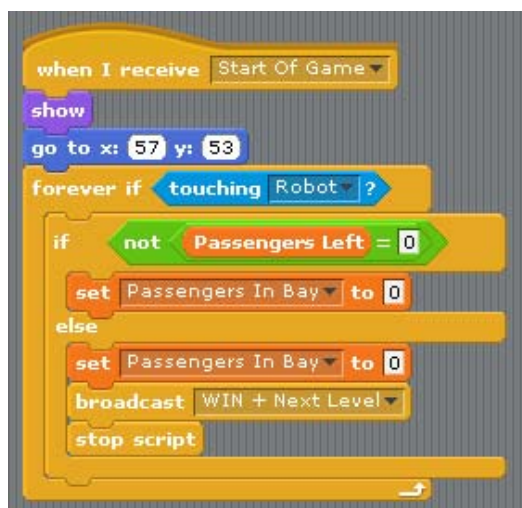 when I receive Start Of Game
show
go to x: 57 y: 53
forever if touching Robot ?
if not Passengers Left = 0
set Passengers In Bay to 0
else
set Passengers In Bay to 0
broadcast WIN + Next Level
stop script